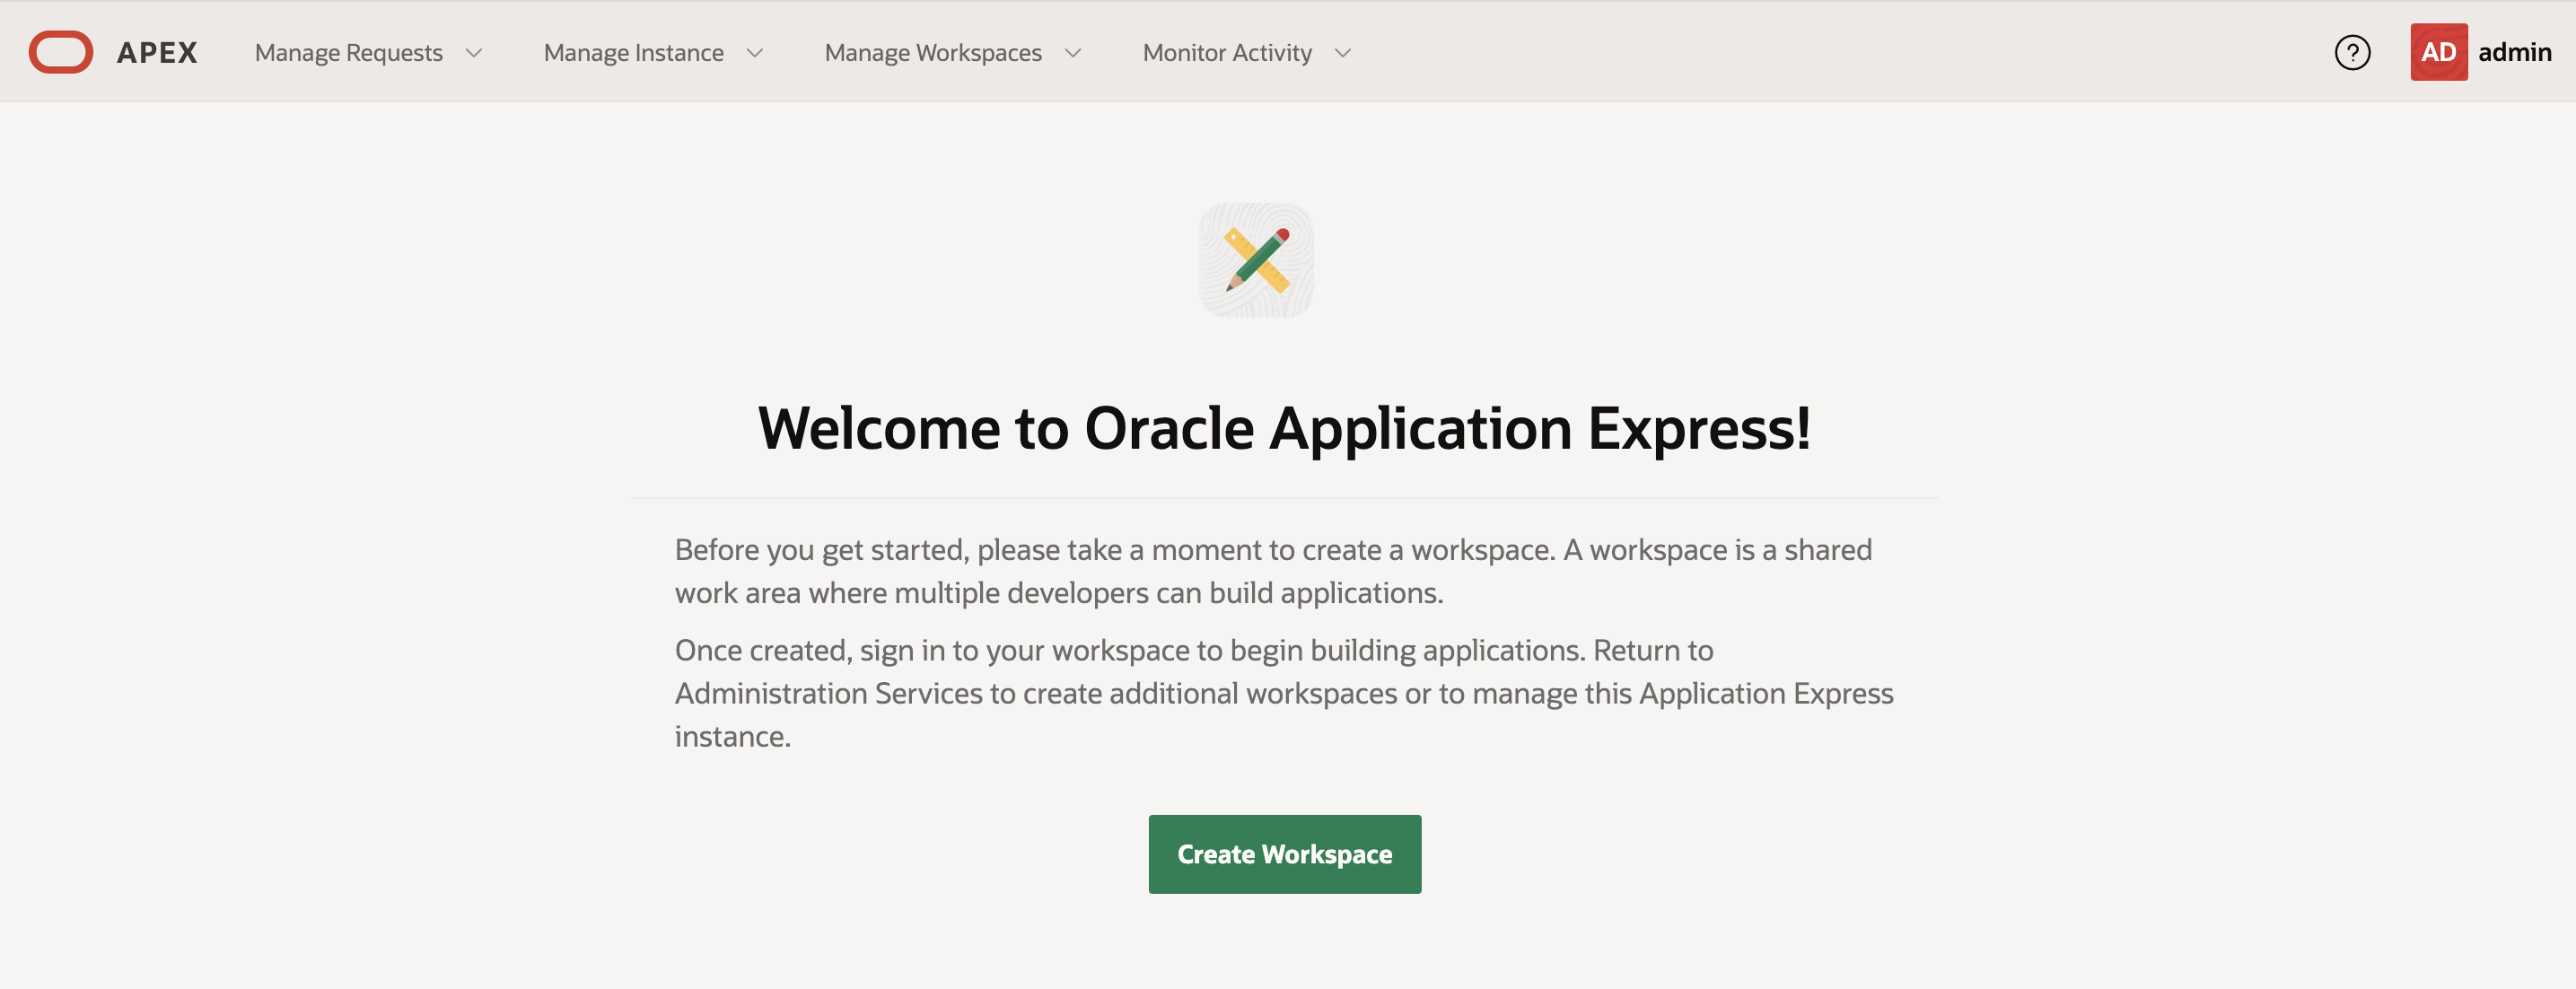 APEX Manage Requests Manage Instance Manage Workspaces Monitor Activity ? AD admin
Welcome to Oracle Application Express!
Before you get started, please take a moment to create a workspace. A workspace is a shared
work area where multiple developers can build applications.
Once created, sign in to your workspace to begin building applications. Return to
Administration Services to create additional workspaces or to manage this Application Express
instance.
Create Workspace